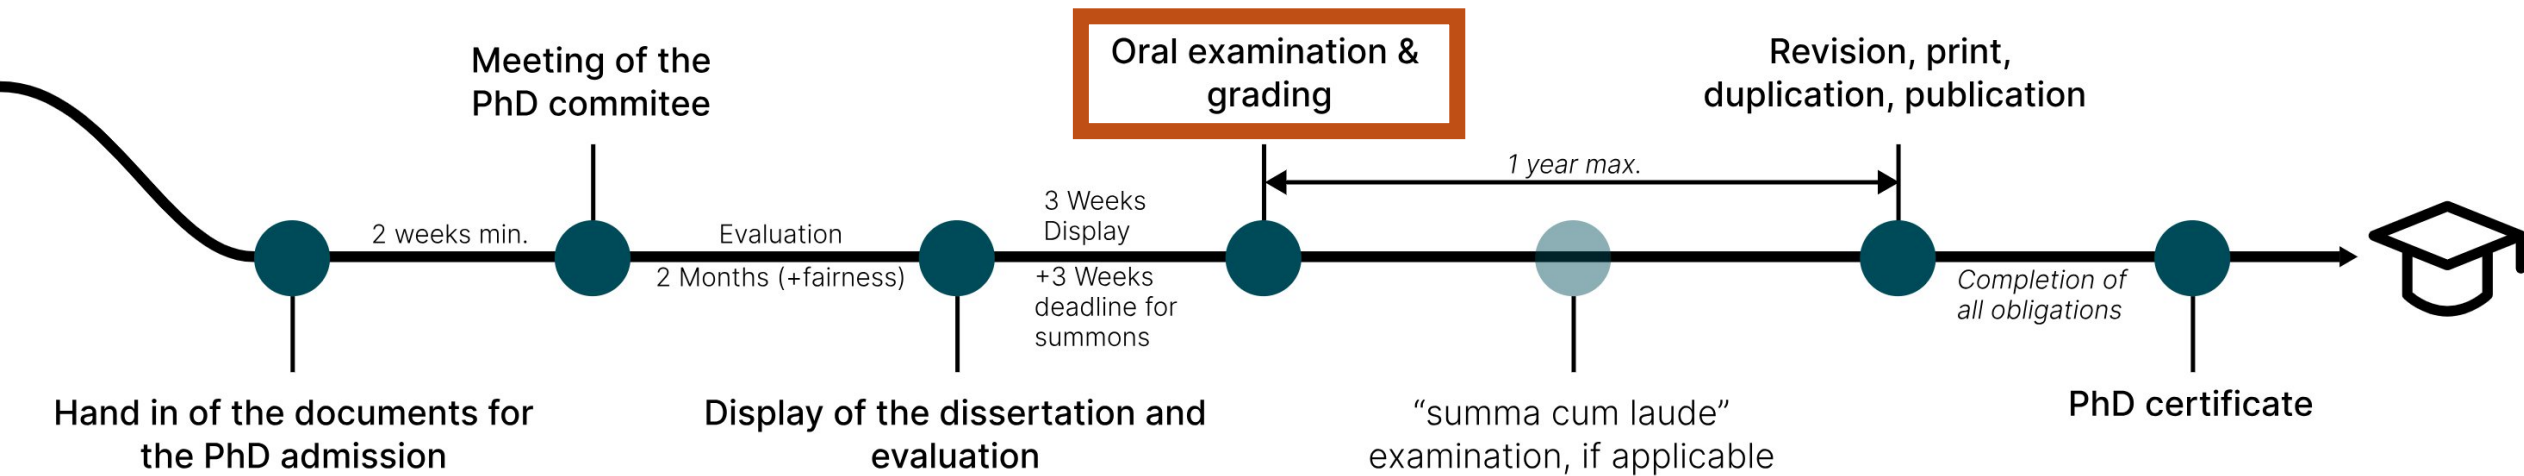 Meeting of the
PhD commitee
Oral examination &
grading
Revision, print,
duplication, publication
1 year max.
2 weeks min.
Evaluation
2 Months (+fairness)
3 Weeks
Display
+3 Weeks
deadline for
summons
Completion of
all obligations
Hand in of the documents for
the PhD admission
Display of the dissertation and
evaluation
“summa cum laude”
examination, if applicable
PhD certificate